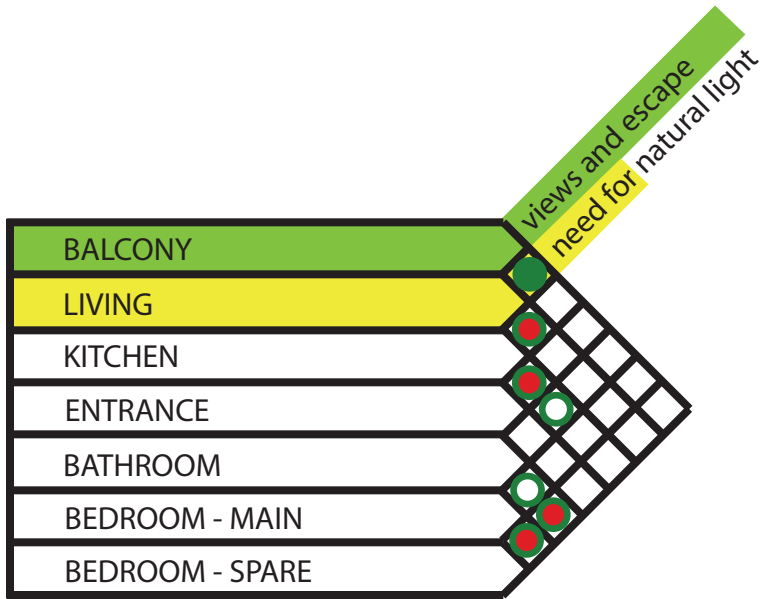 views and escape
need for natural light
BALCONY
LIVING
KITCHEN
ENTRANCE
BATHROOM
BEDROOM - MAIN
BEDROOM - SPARE